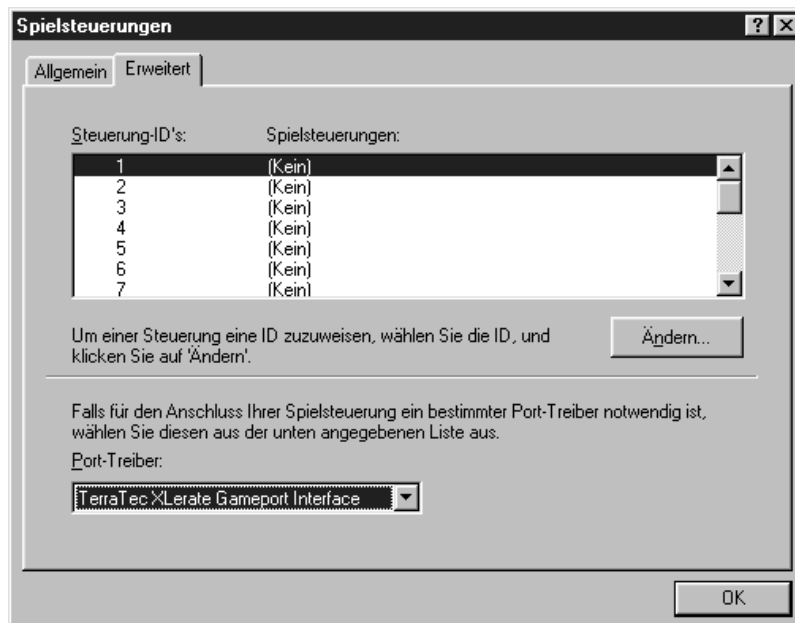 Spielsteuerungen
Allgemein
Erweitert
Steuerung-ID's: Spielsteuerungen:
1 (Kein)
2 (Kein)
3 (Kein)
4 (Kein)
5 (Kein)
6 (Kein)
7 (Kein)
Um einer Steuerung eine ID zuzuweisen, wählen Sie die ID, und
klicken Sie auf 'Ändern'.
Ändern...
Falls für den Anschluss Ihrer Spielsteuerung ein bestimmter Port-Treiber notwendig ist,
wählen Sie diesen aus der unten angegebenen Liste aus.
Port-Treiber:
TerraTec XLerate Gameport Interface
OK